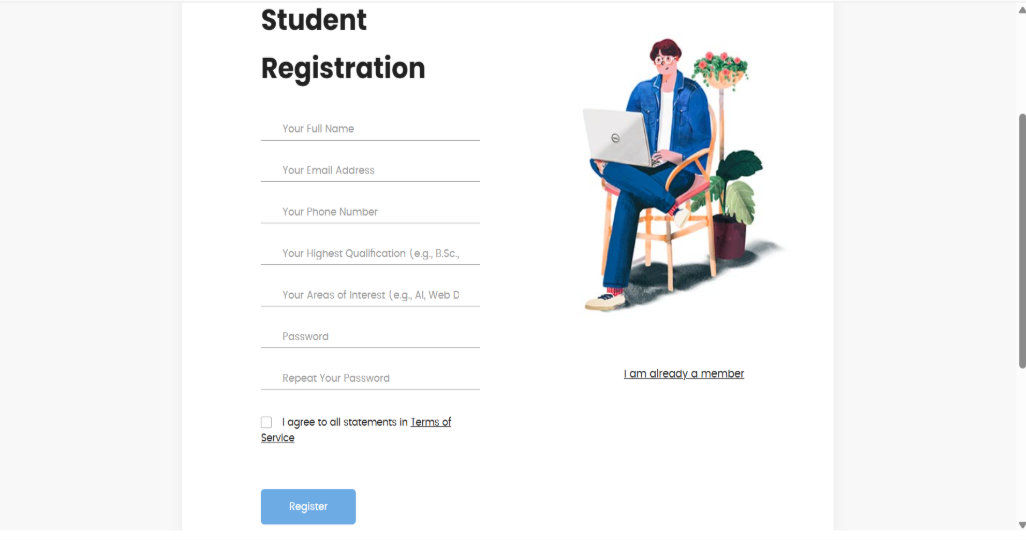 Student
Registration
Your Full Name
Your Email Address
Your Phone Number
Your Highest Qualification (e.g., B.Sc.,
Your Areas of Interest (e.g., AI, Web D
Password
Repeat Your Password
I am already a member
I agree to all statements in Terms of
Service
Register